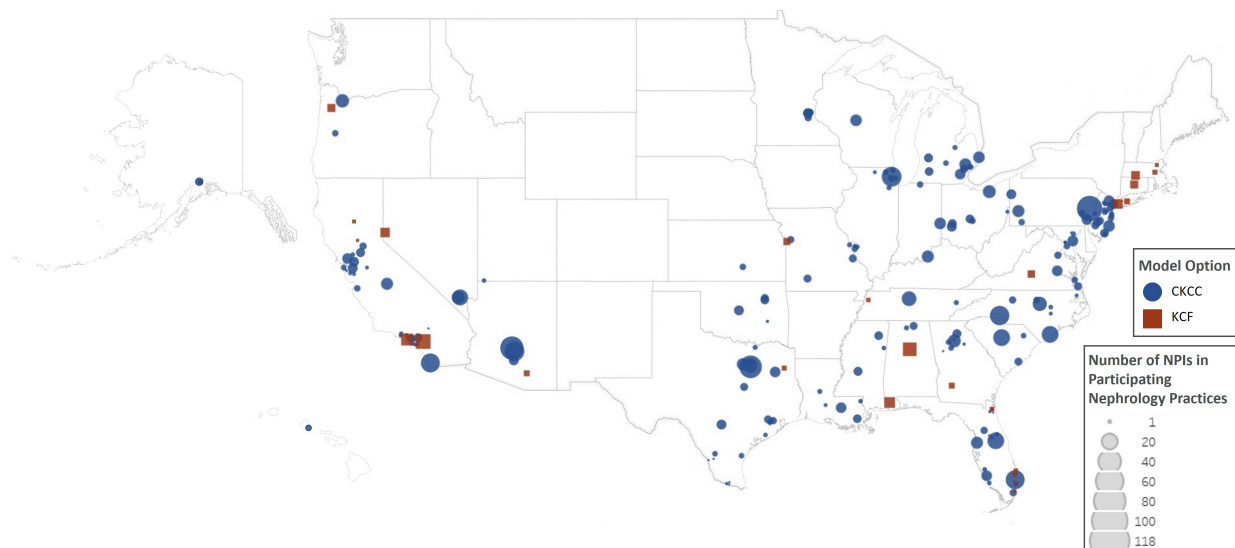 Model Option
CKCC
KCF
Number of NPIs in
Participating
Nephrology Practices
1
20
40
60
80
100
118